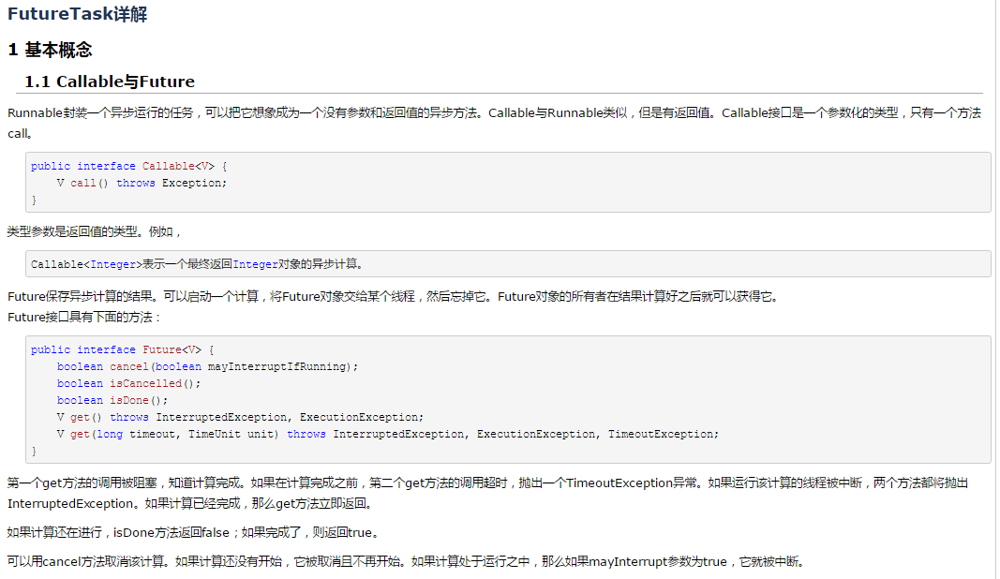 FutureTask详解
1 基本概念
1.1 Callable与Future
Runnable封装一个异步运行的任务，可以把它想象成为一个没有参数和返回值的异步方法。Callable与Runnable类似，但是有返回值。Callable接口是一个参数化的类型，只有一个方法
call。
public interface Callable<V> {
    V call() throws Exception;
}
类型参数是返回值的类型。例如，
Callable<Integer>表示一个最终返回Integer对象的异步计算。
Future保存异步计算的结果。可以启动一个计算，将Future对象交给某个线程，然后忘掉它。Future对象的所有者在结果计算好之后就可以获得它。
Future接口具有下面的方法：
public interface Future<V> {
    boolean cancel(boolean mayInterruptIfRunning);
    boolean isCancelled();
    boolean isDone();
    V get() throws InterruptedException, ExecutionException;
    V get(long timeout, TimeUnit unit) throws InterruptedException, ExecutionException, TimeoutException;
}
第一个get方法的调用被阻塞，知道计算完成。如果在计算完成之前，第二个get方法的调用超时，抛出一个TimeoutException异常。如果运行该计算的线程被中断，两个方法都将抛出
InterruptedException。如果计算已经完成，那么get方法立即返回。
如果计算还在进行，isDone方法返回false；如果完成了，则返回true。
可以用cancel方法取消该计算。如果计算还没有开始，它被取消且不再开始。如果计算处于运行之中，那么如果mayInterrupt参数为true，它就被中断。